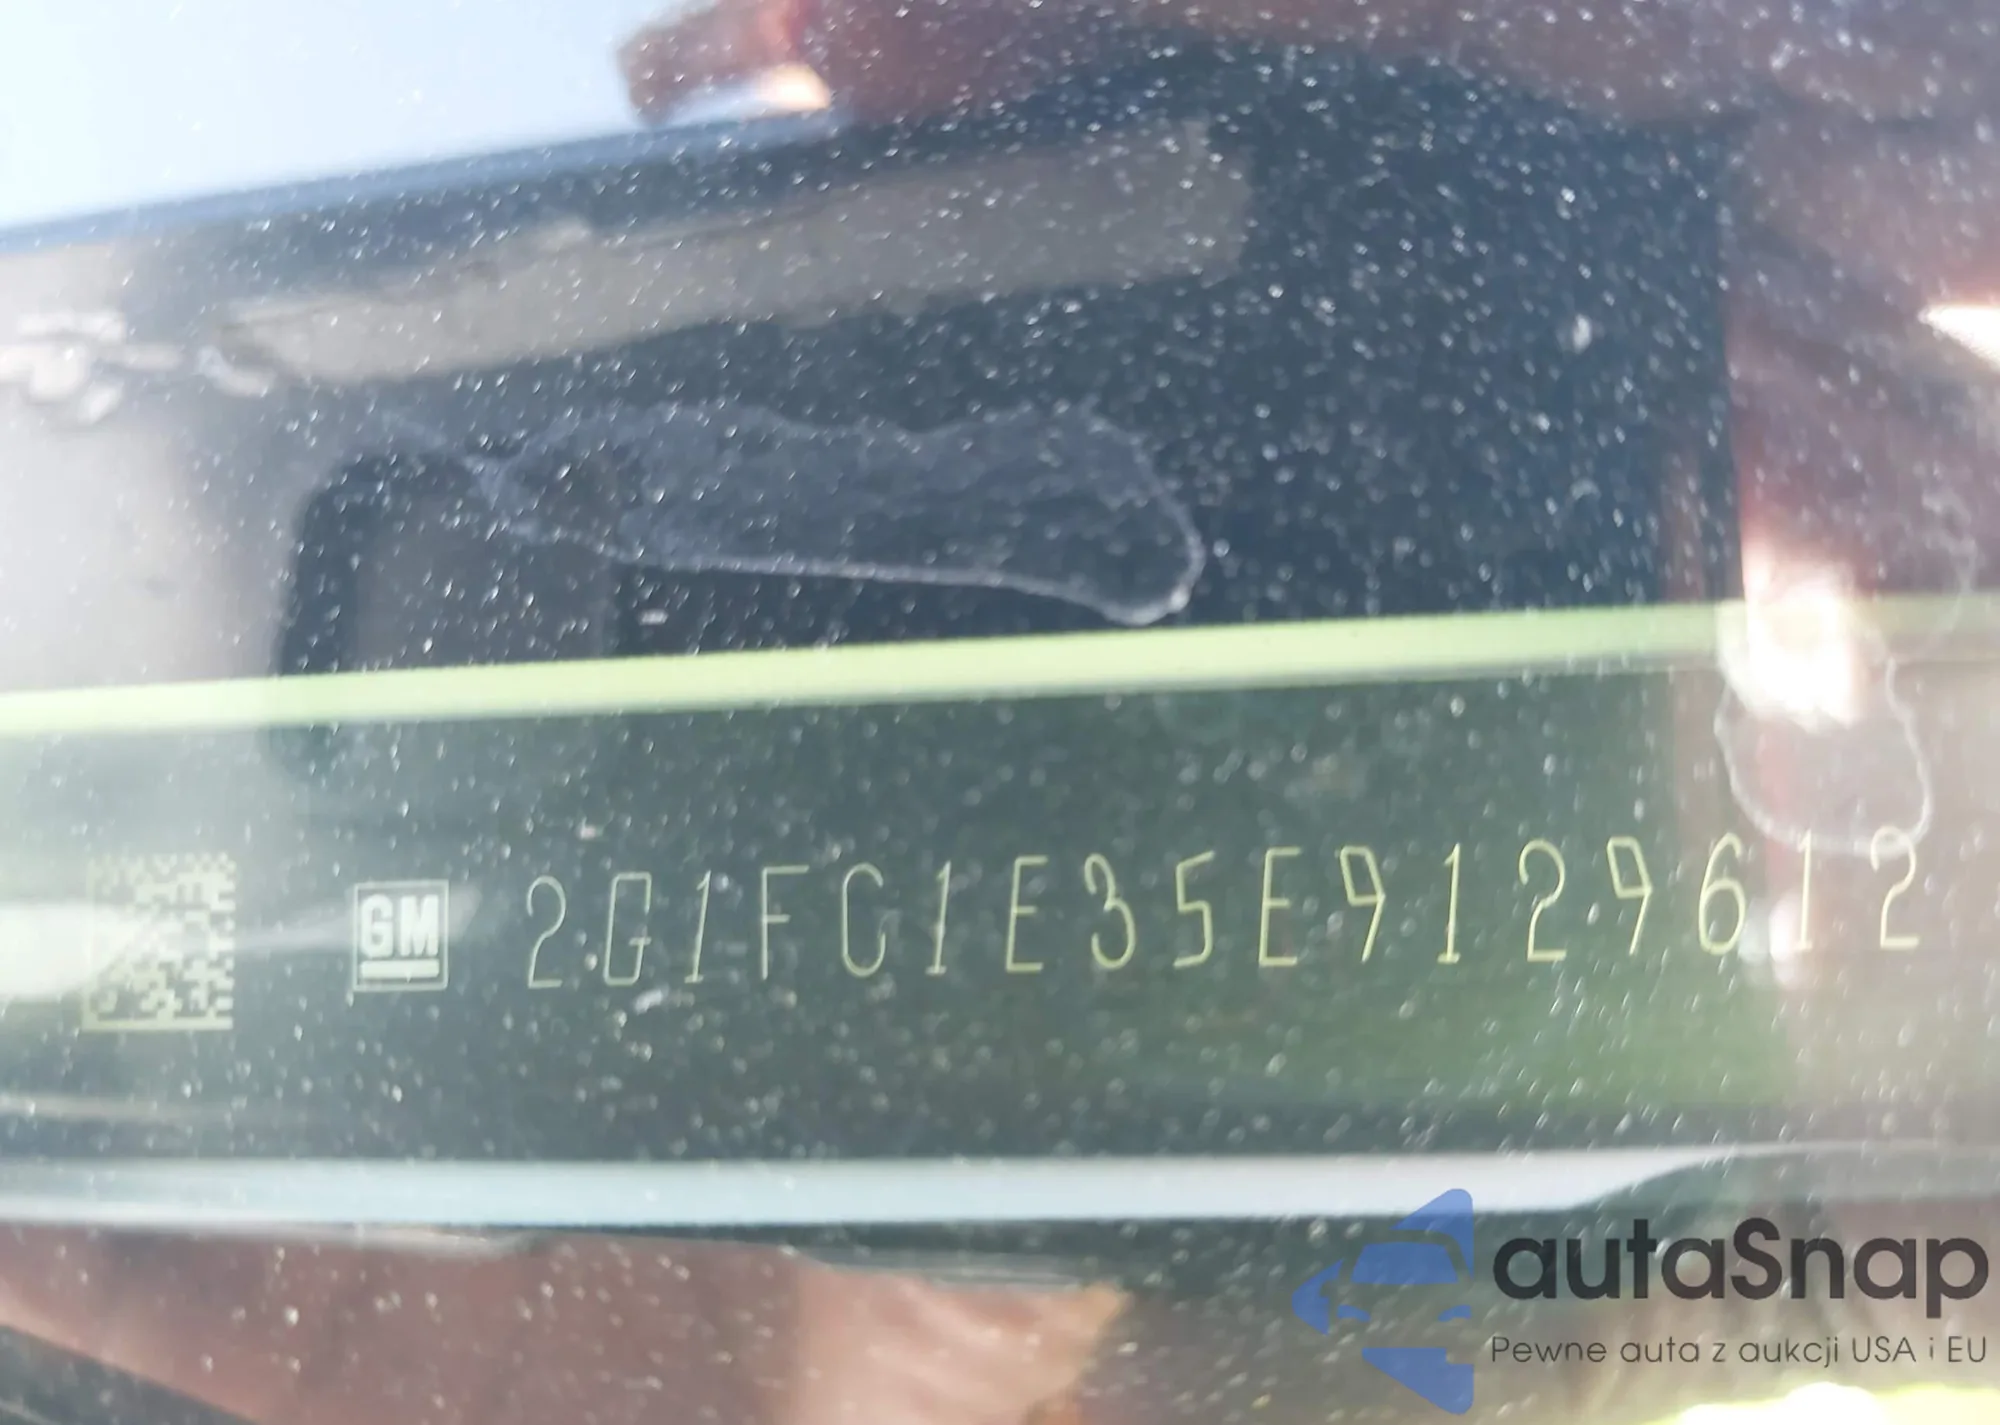 GM 2G1FC1E35E9129612
autaSnap
Pewne auta z aukcji USA i EU